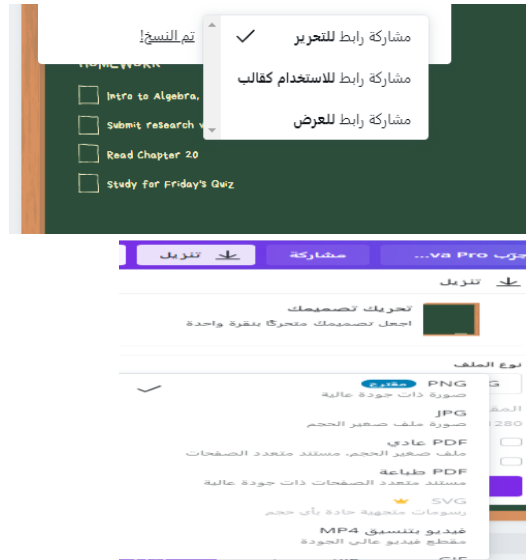 مشاركة رابط للتحرير
تم النسخ!
مشاركة رابط للاستخدام كقالب
مشاركة رابط للعرض
HOMEWORK
Intro to Algebra,
Submit research
Read Chapter 20
Study for Friday's Quiz
va Pro...
مشاركة
تنزيل
تنزيل
تحريك تصميمك
اجعل تصميمك متحركًا بنقرة واحدة
نوع الملف
PNG مقترح
صورة ذات جودة عالية
JPG
صورة ملف صغير الحجم
PDF عادي
ملف صغير الحجم، مستند متعدد الصفحات
PDF طباعة
مستند متعدد الصفحات ذات جودة عالية
SVG
رسومات متجهية حادة بأي حجم
فيديو بتنسيق MP4
مقطع فيديو عالي الجودة